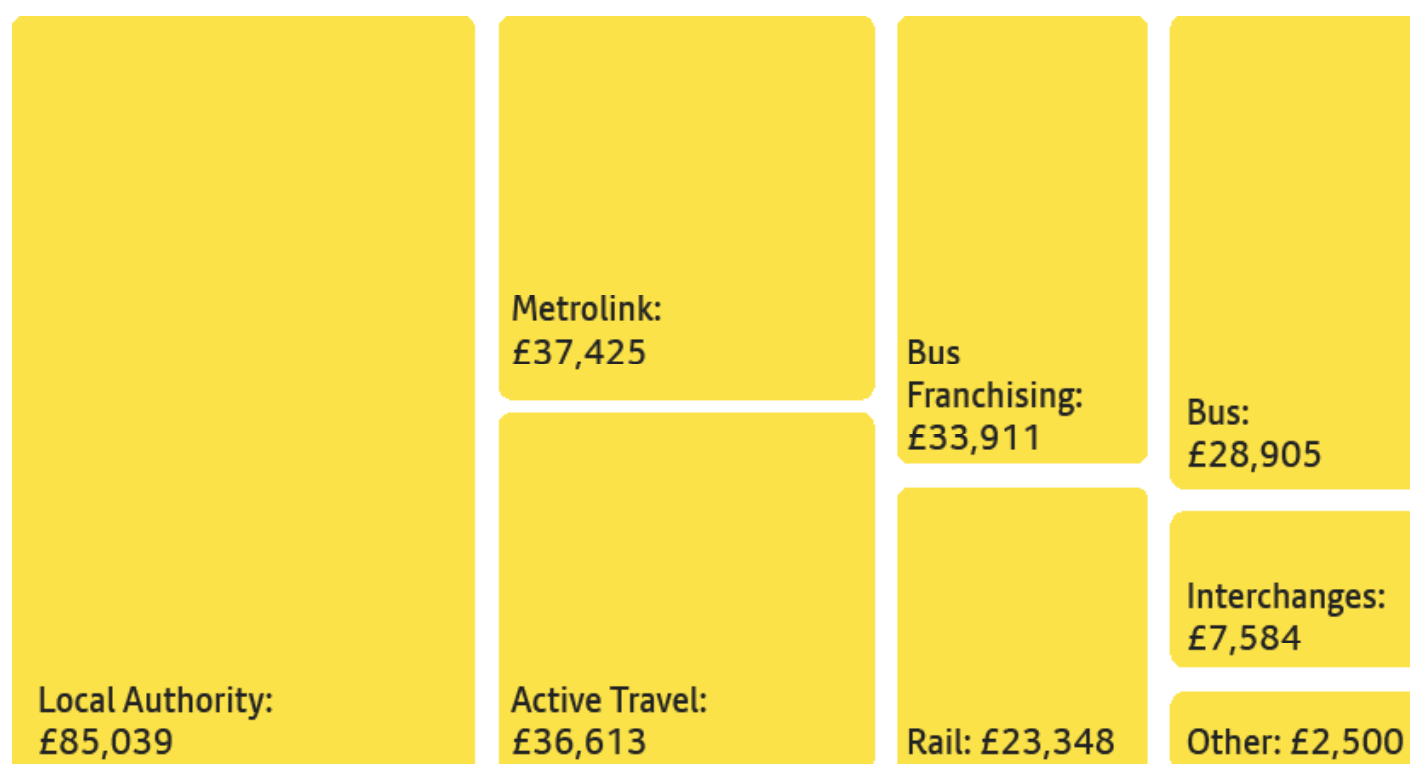 Local Authority:
£85,039
Metrolink:
£37,425
Active Travel:
£36,613
Bus
Franchising:
£33,911
Rail: £23,348
Bus:
£28,905
Interchanges:
£7,584
Other: £2,500